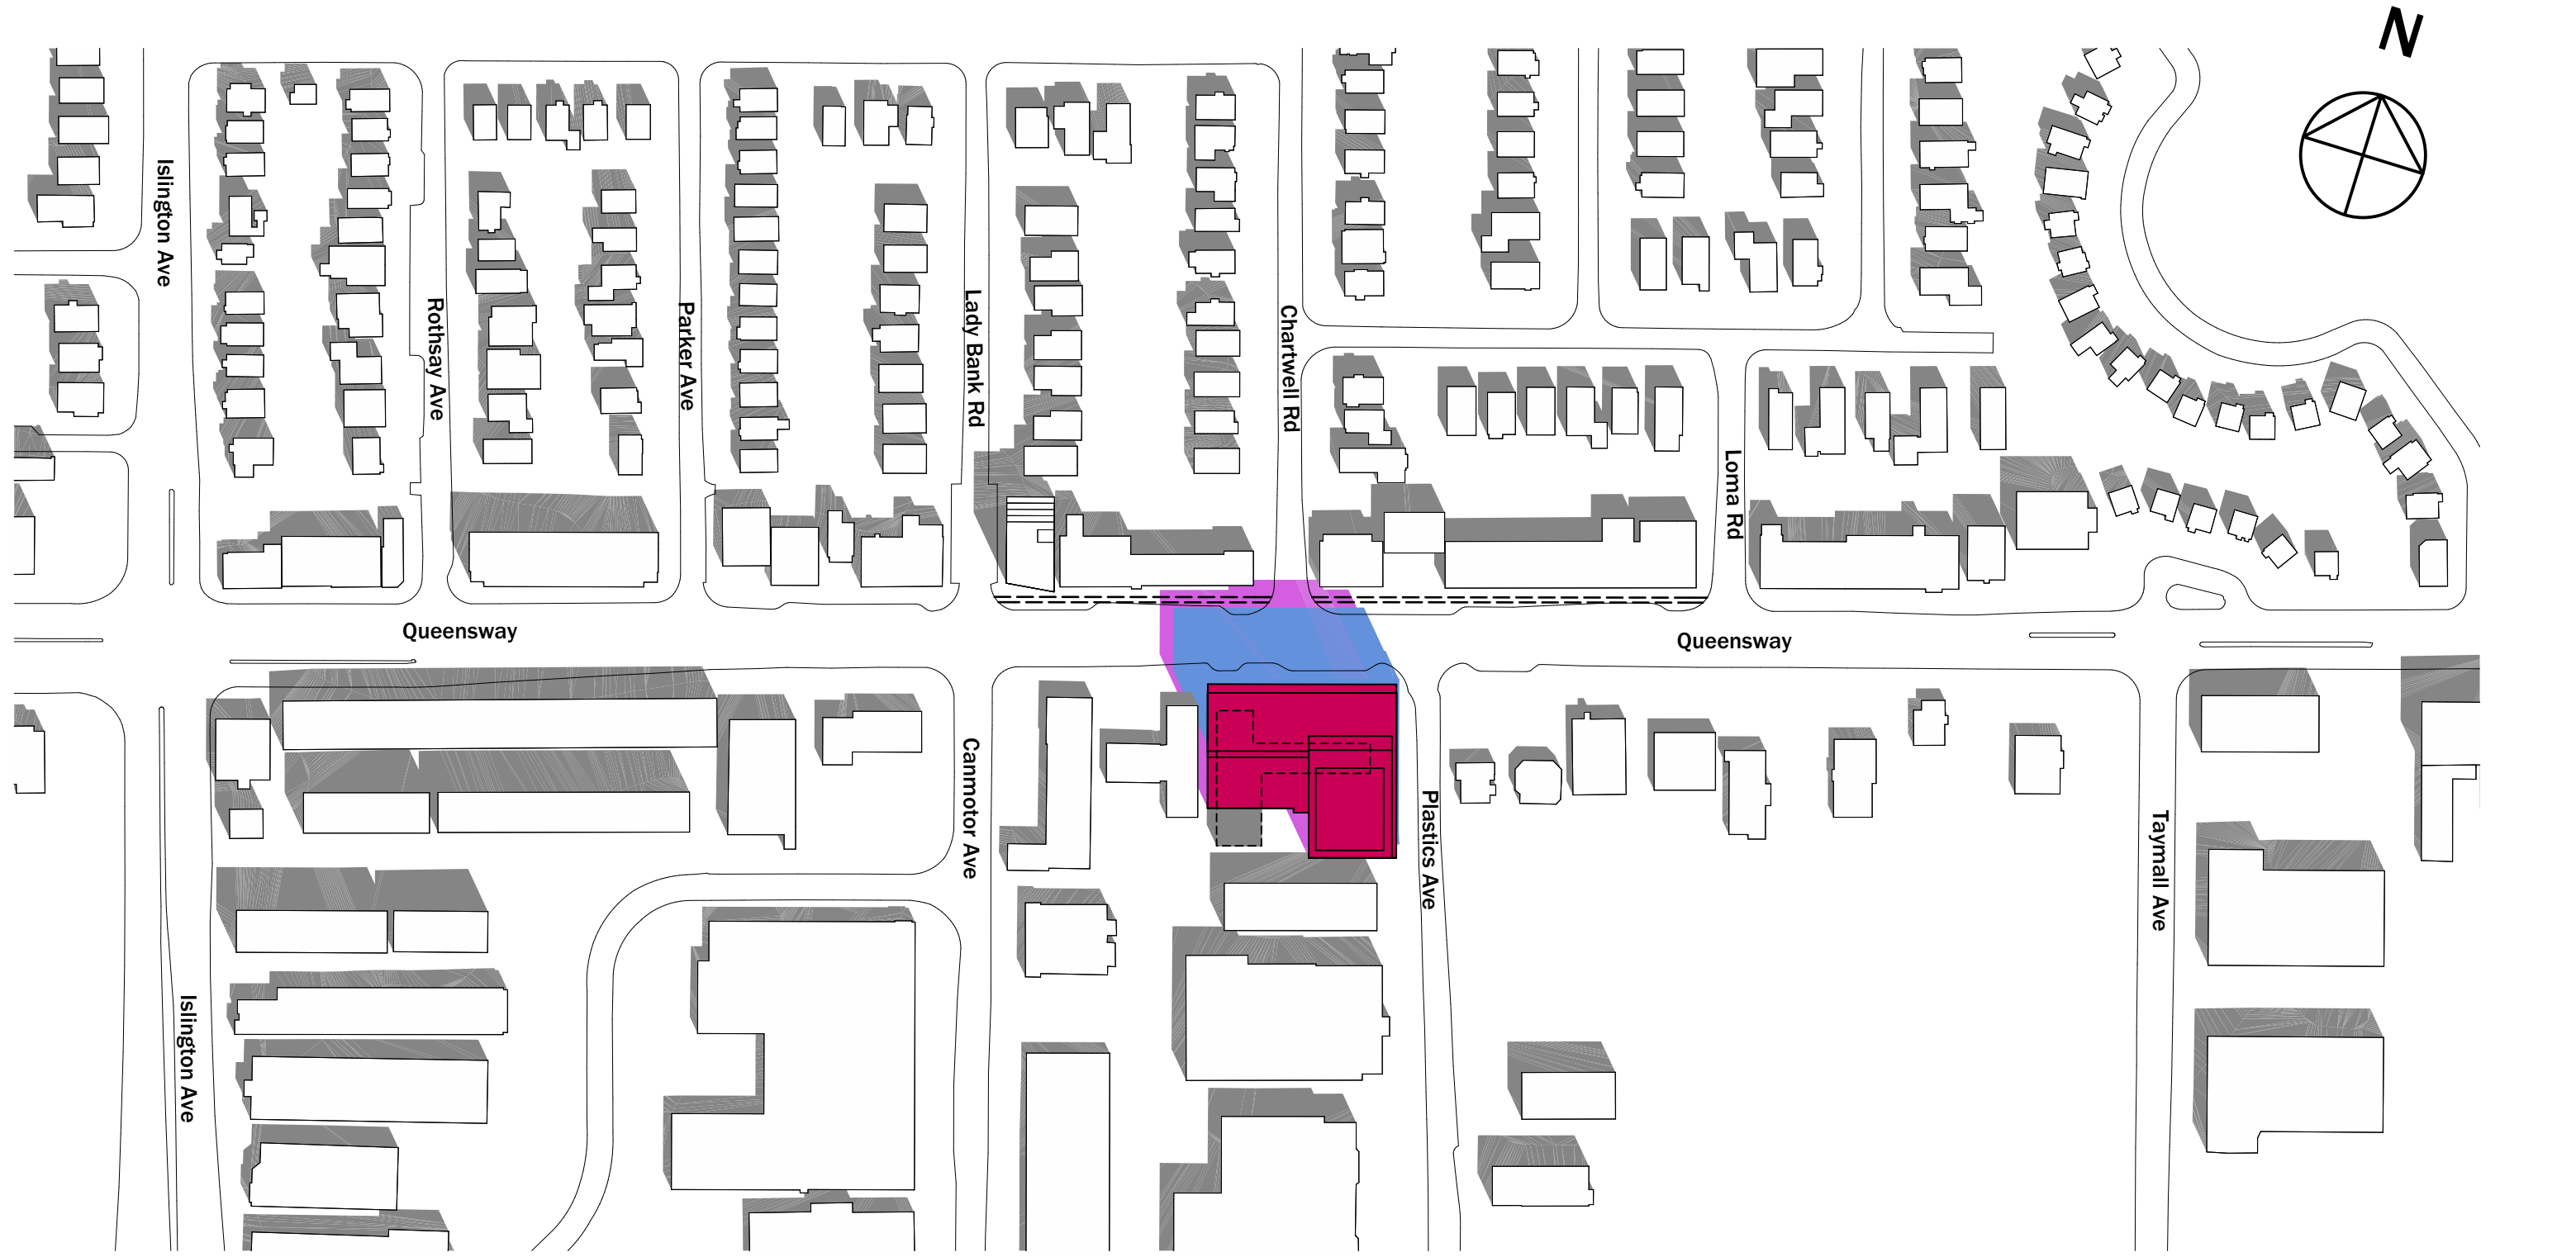 N
Islington Ave
Rothsay Ave
Parker Ave
Lady Bank Rd
Chartwell Rd
Loma Rd
Queensway
Queensway
Canmotor Ave
Plastics Ave
Taymall Ave
Islington Ave